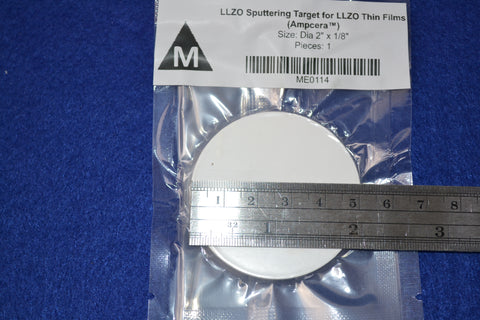 LLZO Sputtering Target for LLZO Thin Films
(Ampcera™)
Size: Dia 2" x 1/8"
Pieces: 1
M
ME0114
1 2 3 4 5 6 7 8
32 1 2 3